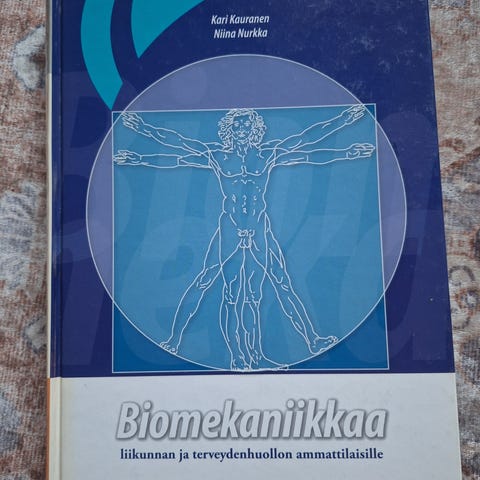 Kari Kauranen
Niina Nurkka
Biomekaniikkaa
liikunnan ja terveydenhuollon ammattilaisille